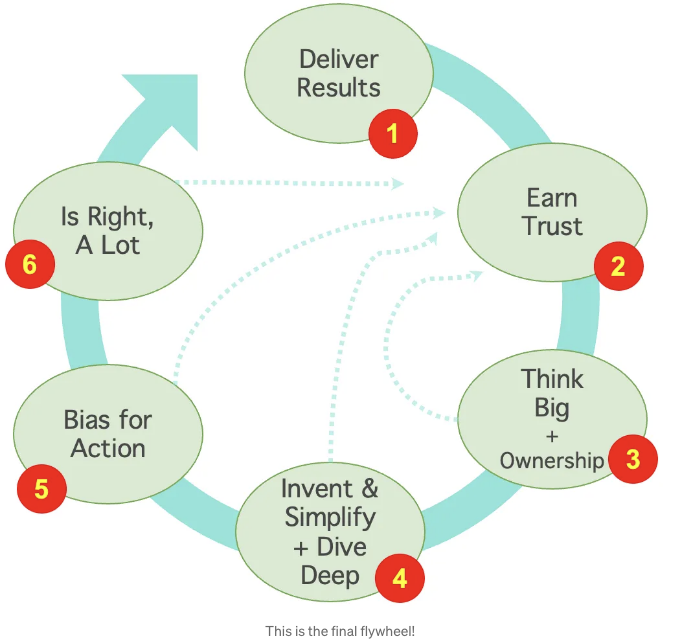 Deliver
Results
1
Earn
Trust
2
Think
Big
+
Ownership
3
Invent &
Simplify
+ Dive
Deep
4
Bias for
Action
5
Is Right,
A Lot
6
This is the final flywheel!